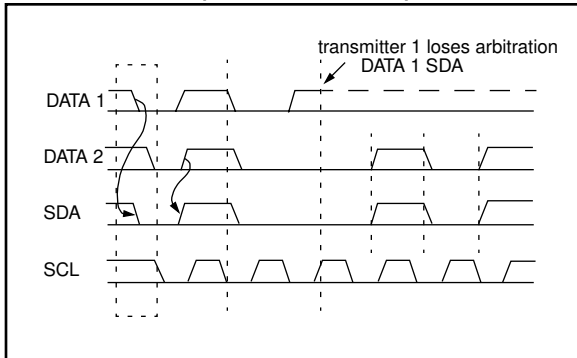 transmitter 1 loses arbitration
DATA 1 SDA
DATA 1
DATA 2
SDA
SCL